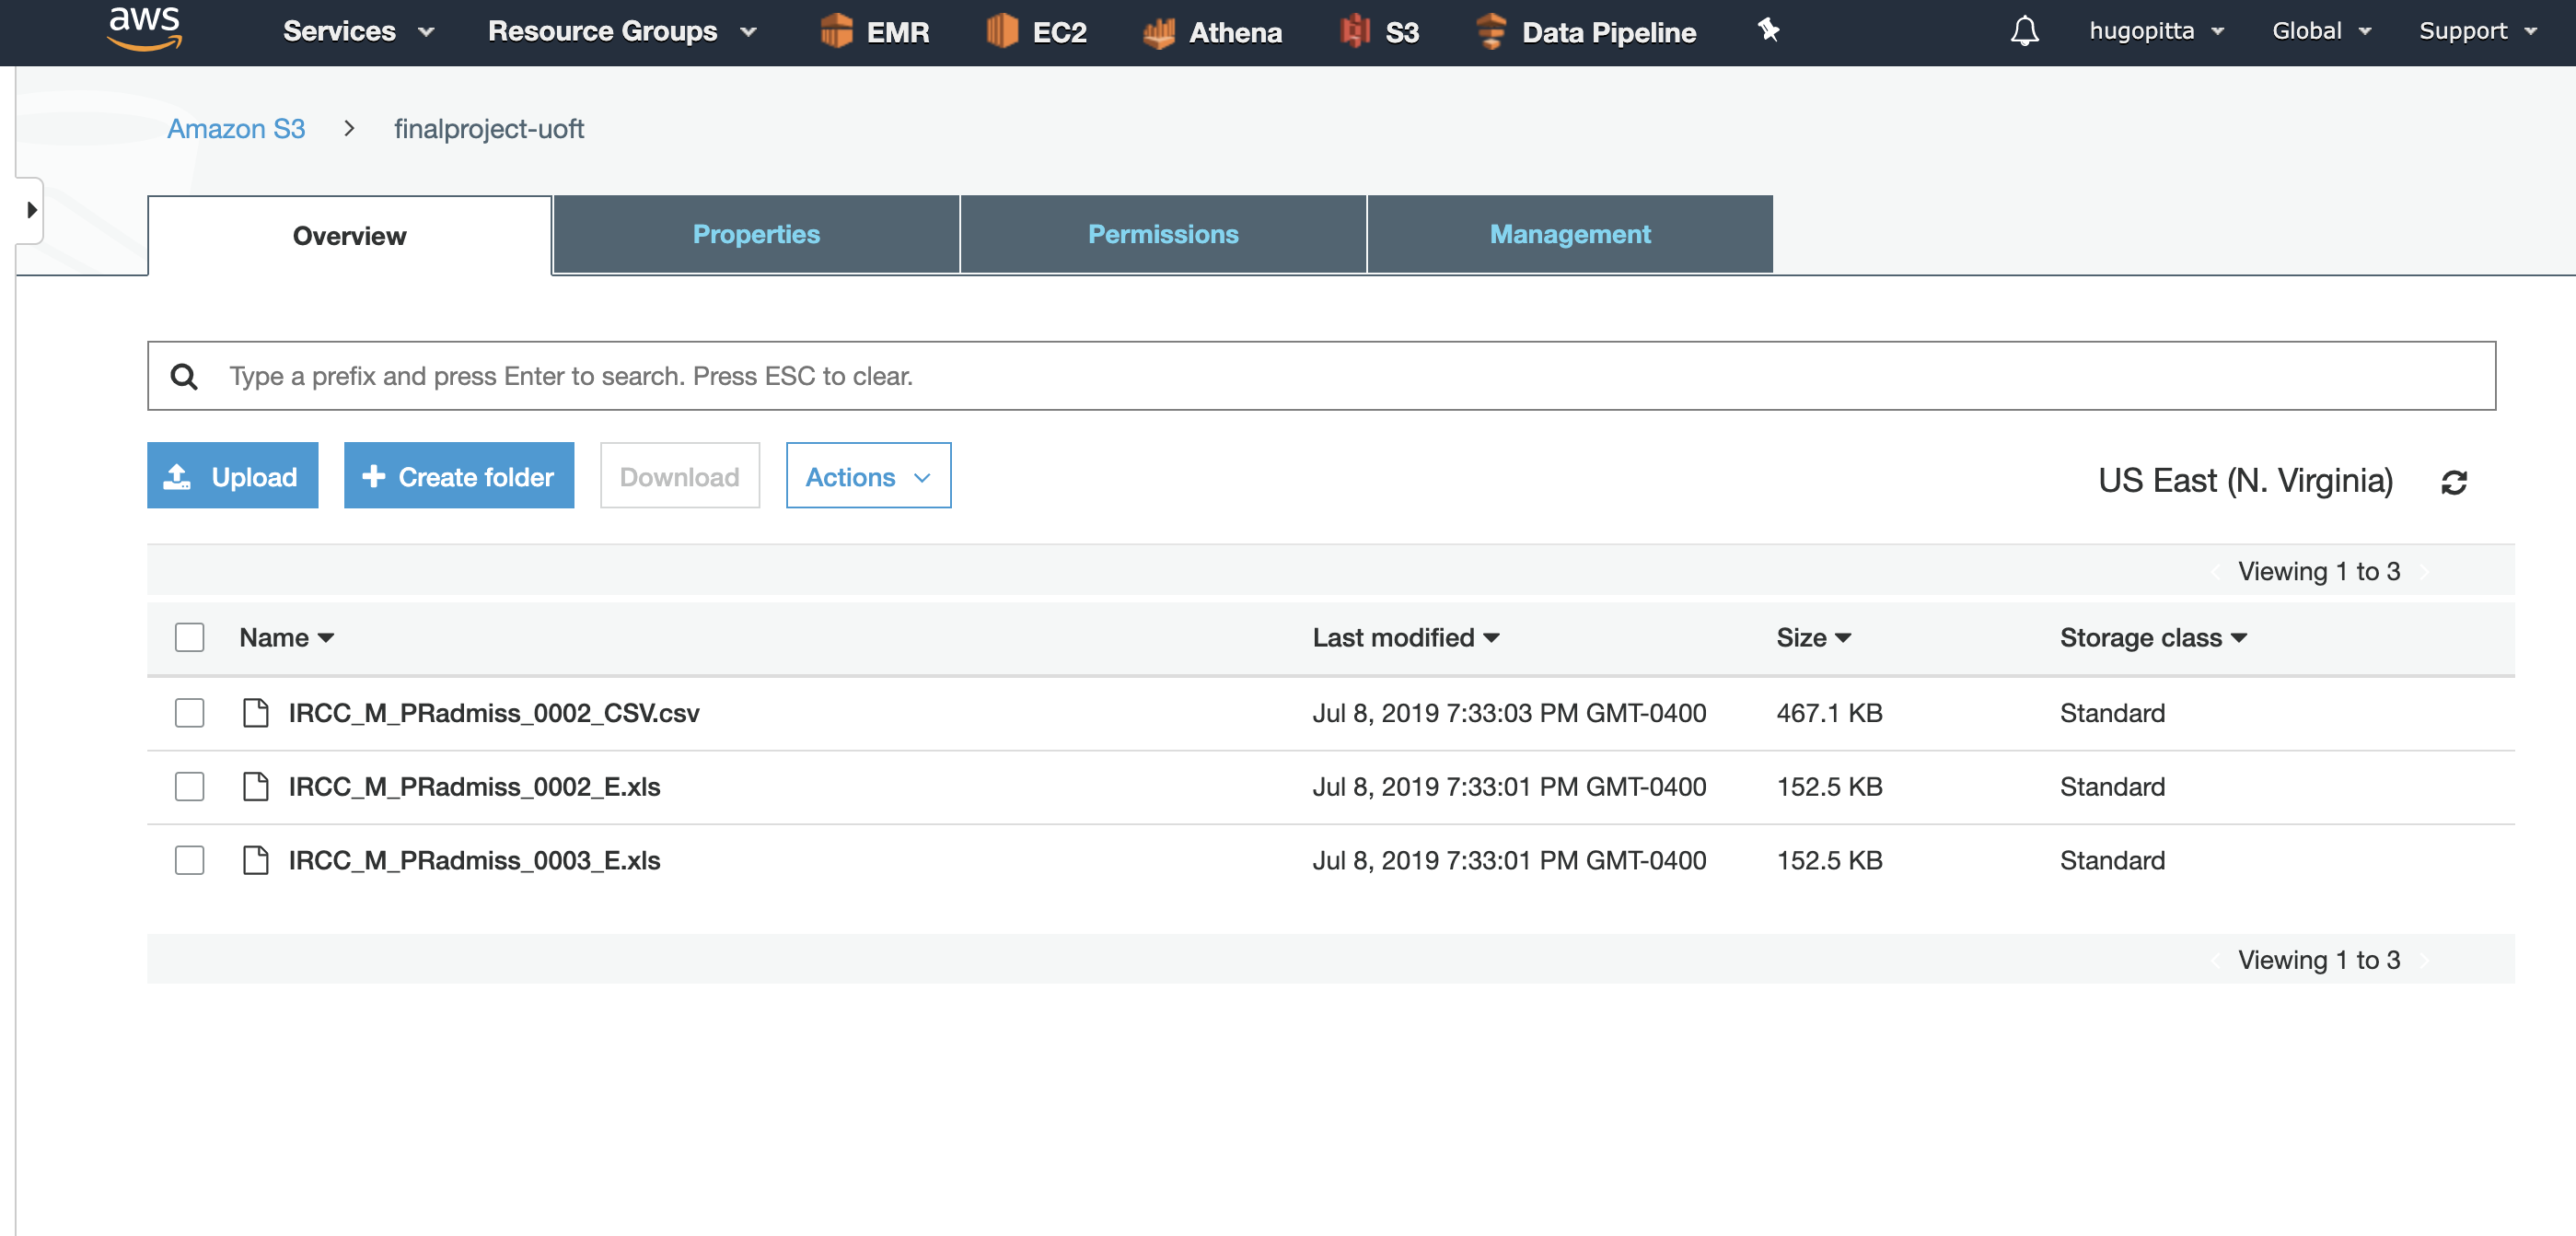 aws Services Resource Groups EMR EC2 Athena S3 Data Pipeline hugopitta Global Support
Amazon S3 > finalproject-uoft
Overview Properties Permissions Management
Type a prefix and press Enter to search. Press ESC to clear.
Upload + Create folder Download Actions US East (N. Virginia)
Viewing 1 to 3
Name Last modified Size Storage class
IRCC_M_PRadmiss_0002_CSV.csv Jul 8, 2019 7:33:03 PM GMT-0400 467.1 KB Standard
IRCC_M_PRadmiss_0002_E.xls Jul 8, 2019 7:33:01 PM GMT-0400 152.5 KB Standard
IRCC_M_PRadmiss_0003_E.xls Jul 8, 2019 7:33:01 PM GMT-0400 152.5 KB Standard
Viewing 1 to 3